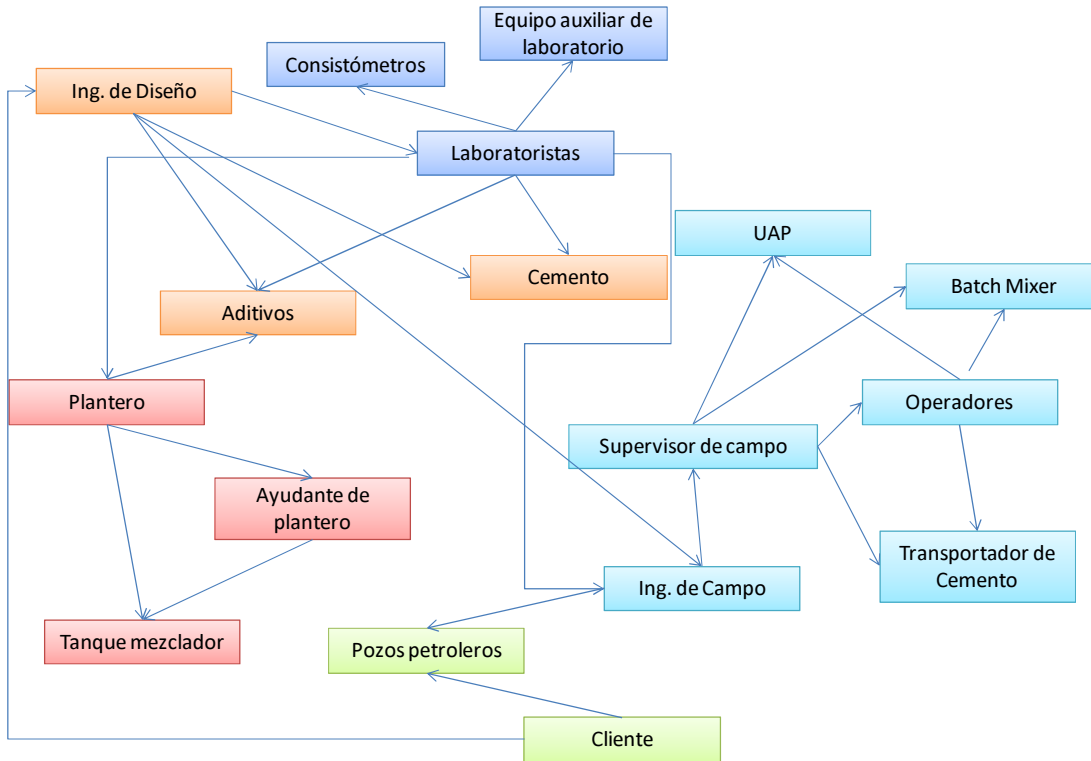 Equipo auxiliar de
laboratorio
Consistómetros
Ing. de Diseño
Laboratoristas
UAP
Cemento
Batch Mixer
Aditivos
Plantero
Operadores
Supervisor de campo
Ayudante de
plantero
Transportador de
Cemento
Ing. de Campo
Tanque mezclador
Pozos petroleros
Cliente